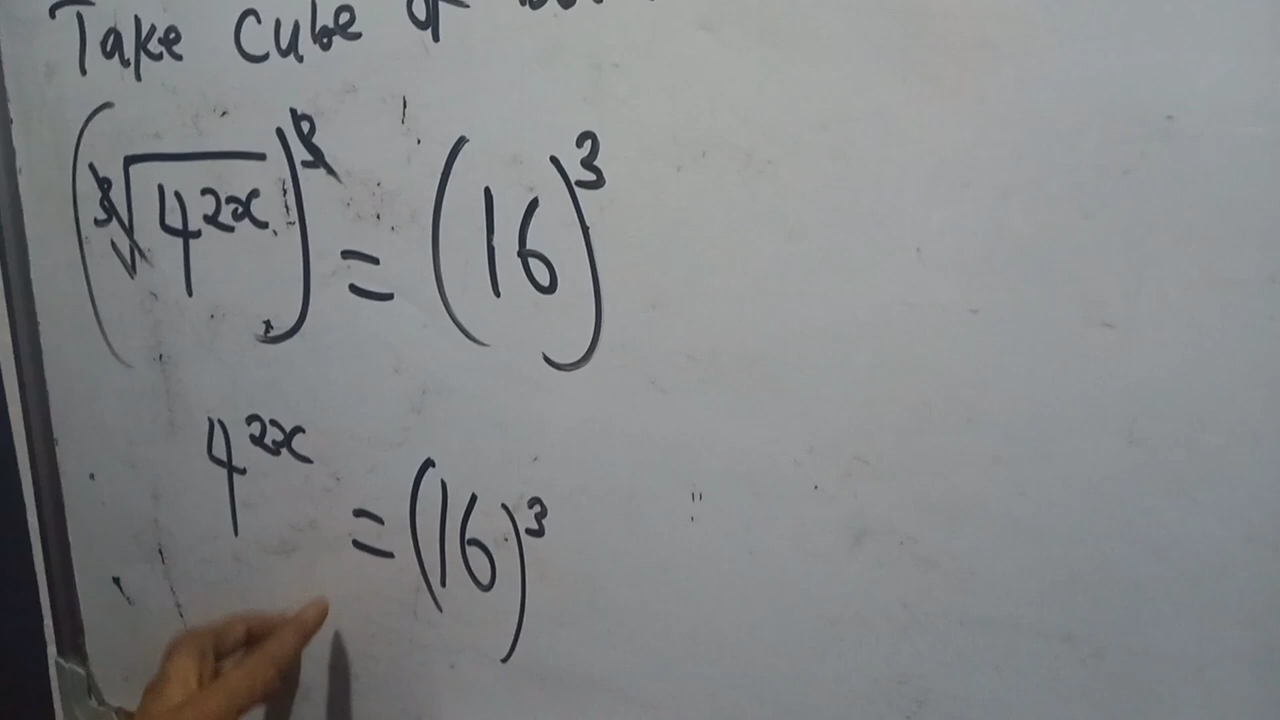 Take Cube of
(∛4²ˣ)³ = (16)³
4²ˣ = (16)³